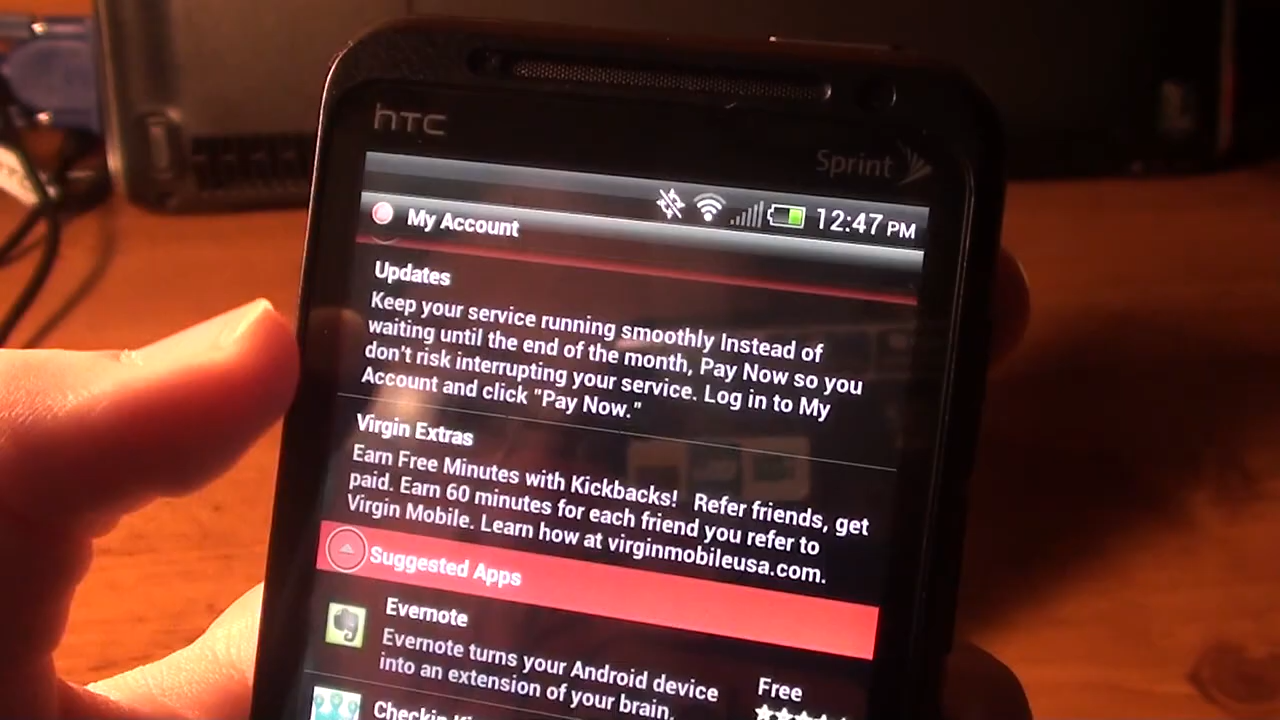 hTC
Sprint
12:47 PM
My Account
Updates
Keep your service running smoothly Instead of
waiting until the end of the month, Pay Now so you
don't risk interrupting your service. Log in to My
Account and click "Pay Now."
Virgin Extras
Earn Free Minutes with Kickbacks! Refer friends, get
paid. Earn 60 minutes for each friend you refer to
Virgin Mobile. Learn how at virginmobileusa.com.
Suggested Apps
Evernote
Evernote turns your Android device
into an extension of your brain.
Free
Checkin